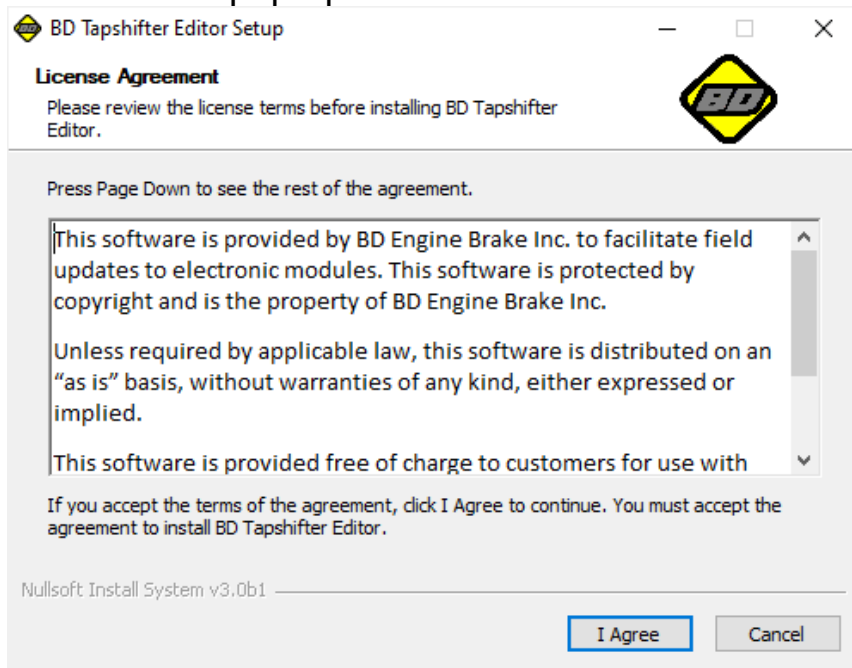 BD Tapshifter Editor Setup
License Agreement
Please review the license terms before installing BD Tapshifter
Editor.
BD
Press Page Down to see the rest of the agreement.
This software is provided by BD Engine Brake Inc. to facilitate field
updates to electronic modules. This software is protected by
copyright and is the property of BD Engine Brake Inc.
Unless required by applicable law, this software is distributed on an
“as is” basis, without warranties of any kind, either expressed or
implied.
This software is provided free of charge to customers for use with
If you accept the terms of the agreement, click I Agree to continue. You must accept the
agreement to install BD Tapshifter Editor.
Nullsoft Install System v3.0b1
I Agree
Cancel